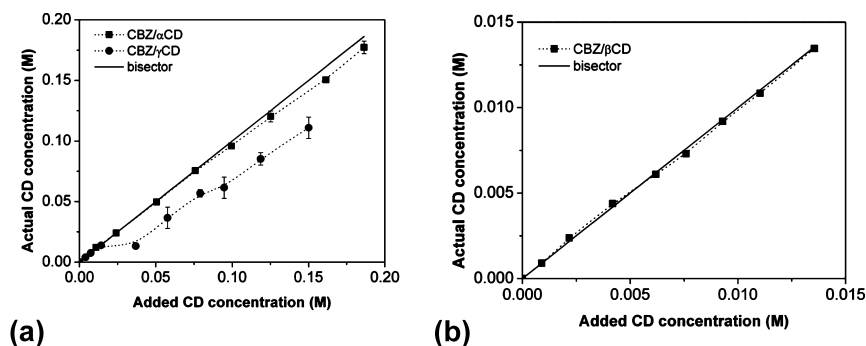 0.20
0.15
0.10
0.05
0.00
Actual CD concentration (M)
CBZ/αCD
CBZ/γCD
bisector
0.00 0.05 0.10 0.15 0.20
Added CD concentration (M)
(a)
0.015
0.010
0.005
0.000
Actual CD concentration (M)
CBZ/βCD
bisector
0.000 0.005 0.010 0.015
Added CD concentration (M)
(b)